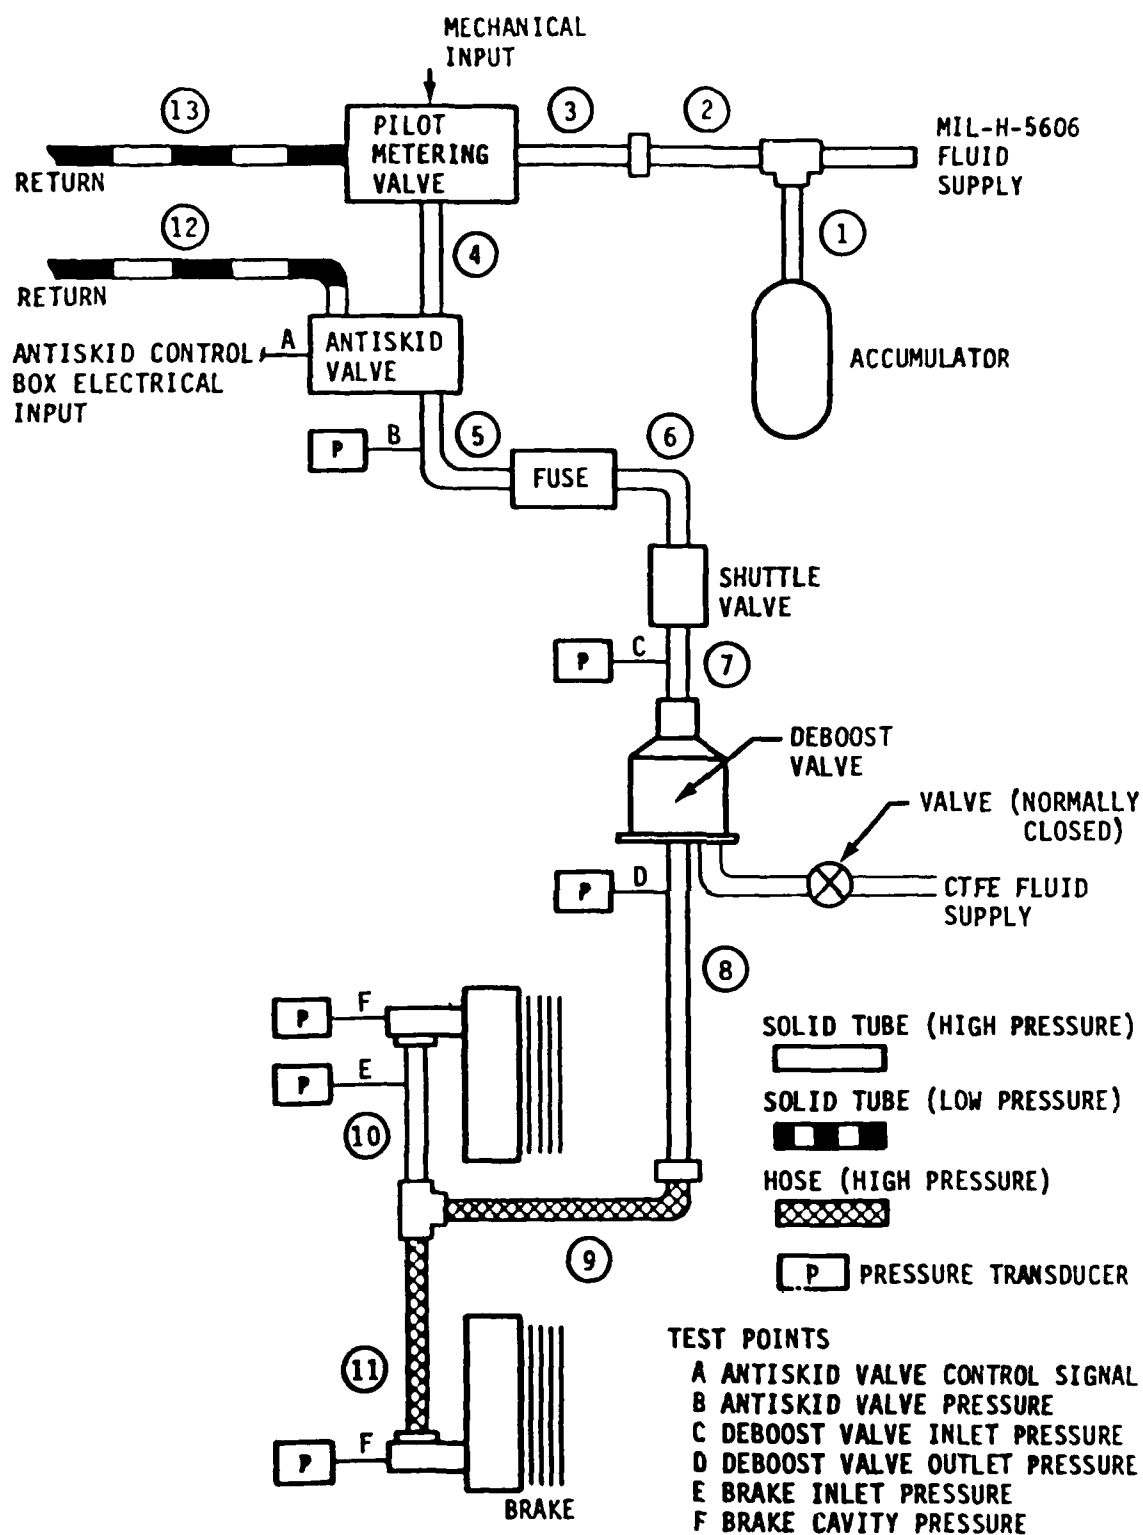 MECHANICAL
INPUT
13
3
2
PILOT
METERING
VALVE
MIL-H-5606
FLUID
SUPPLY
RETURN
12
4
1
RETURN
A
ANTISKID
VALVE
ANTISKID CONTROL
BOX ELECTRICAL
INPUT
ACCUMULATOR
P
B
5
6
FUSE
SHUTTLE
VALVE
P
C
7
DEBOOST
VALVE
VALVE (NORMALLY
CLOSED)
P
D
CTFE FLUID
SUPPLY
8
P
F
SOLID TUBE (HIGH PRESSURE)
P
E
SOLID TUBE (LOW PRESSURE)
10
HOSE (HIGH PRESSURE)
9
P PRESSURE TRANSDUCER
11
P
F
BRAKE
TEST POINTS
A ANTISKID VALVE CONTROL SIGNAL
B ANTISKID VALVE PRESSURE
C DEBOOST VALVE INLET PRESSURE
D DEBOOST VALVE OUTLET PRESSURE
E BRAKE INLET PRESSURE
F BRAKE CAVITY PRESSURE